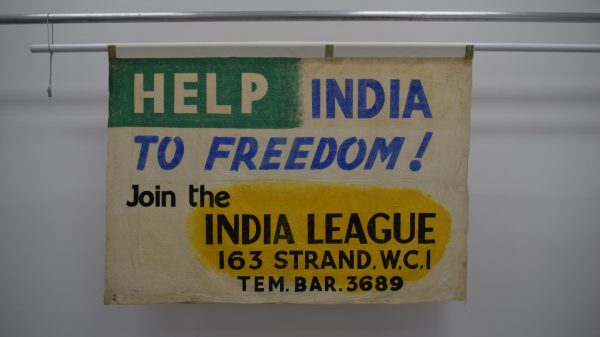 HELP INDIA
TO FREEDOM!
Join the
INDIA LEAGUE
163 STRAND. W.C.1
TEM. BAR. 3689